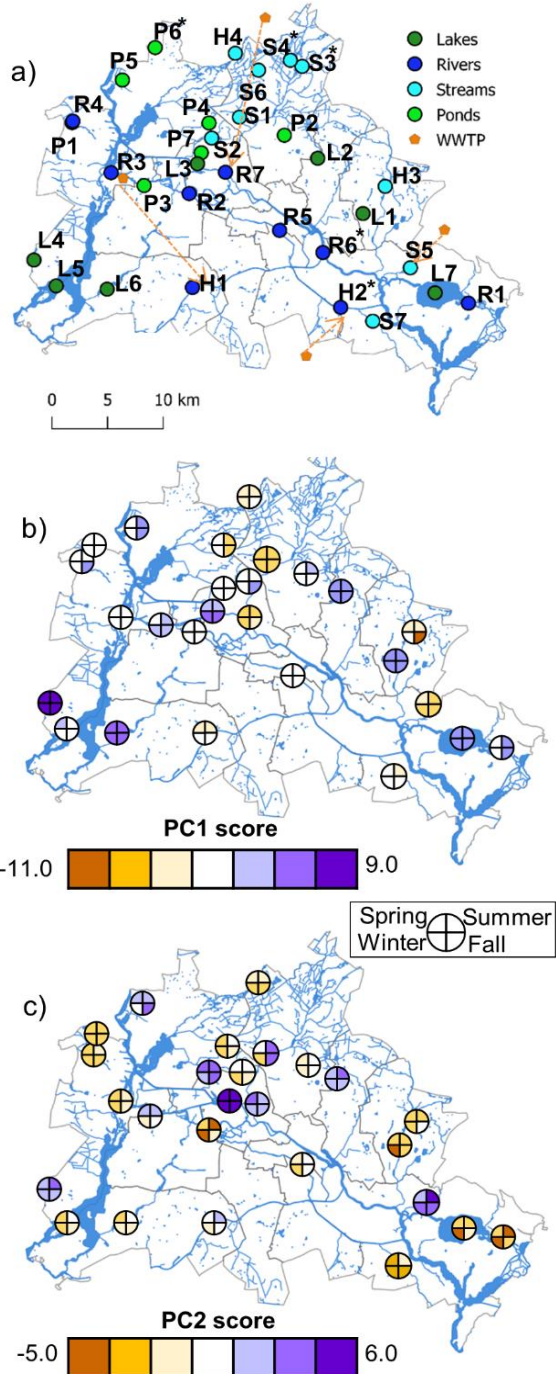 a)
P6*
H4
S4*
S3*
P5
S6
Lakes
Rivers
Streams
Ponds
WWTP
R4
P1
P4
S1
P2
P7
S2
L2
R3
L3
R7
H3
P3
R2
L1
R5
R6*
L4
S5
L5
L6
H1
L7
H2*
R1
S7
0 5 10 km
b)
PC1 score
-11.0 9.0
Spring Summer
Winter Fall
c)
PC2 score
-5.0 6.0